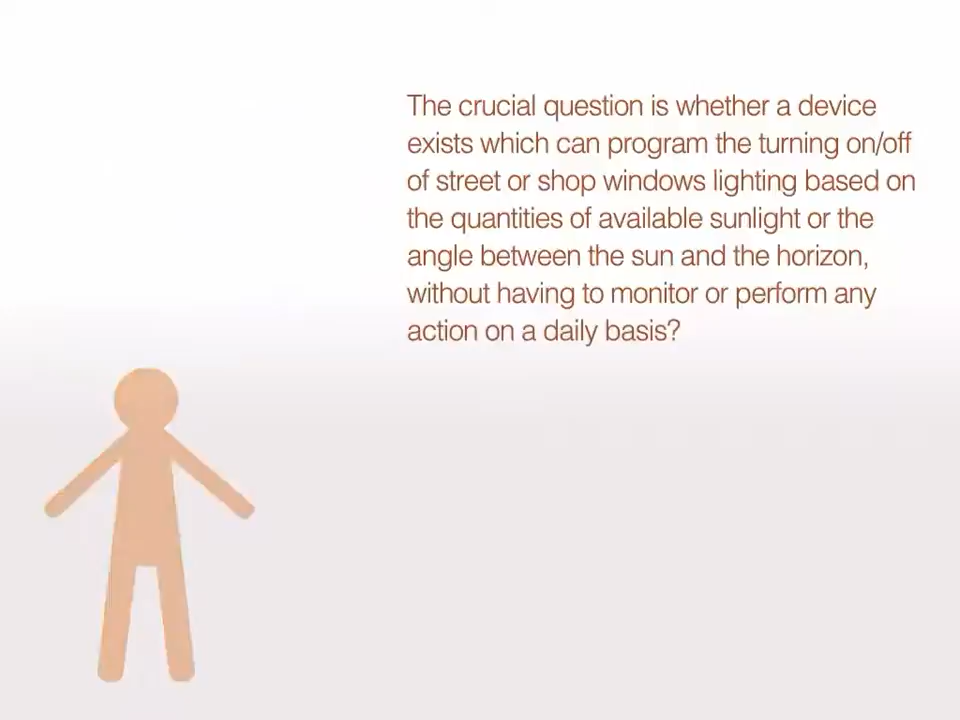 The crucial question is whether a device
exists which can program the turning on/off
of street or shop windows lighting based on
the quantities of available sunlight or the
angle between the sun and the horizon,
without having to monitor or perform any
action on a daily basis?